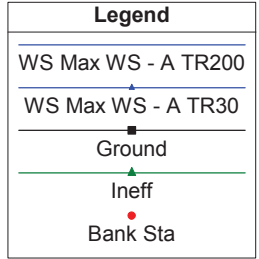 Legend
WS Max WS - A TR200
WS Max WS - A TR30
Ground
Ineff
Bank Sta